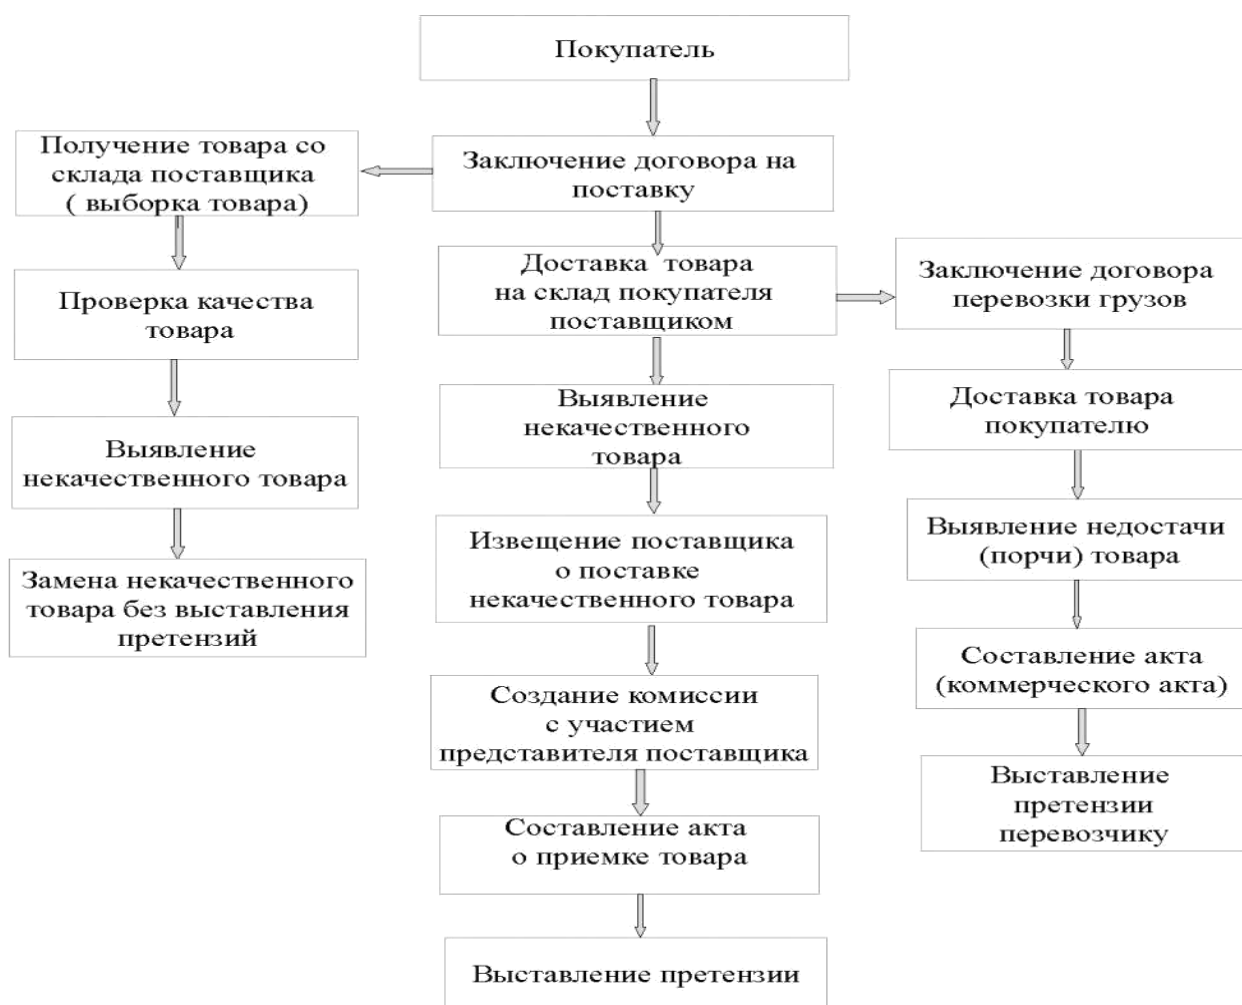 Покупатель
Получение товара со
склада поставщика
( выборка товара)
Заключение договора на
поставку
Проверка качества
товара
Доставка товара
на склад покупателя
поставщиком
Заключение договора
перевозки грузов
Выявление
некачественного товара
Выявление
некачественного
товара
Доставка товара
покупателю
Замена некачественного
товара без выставления
претензий
Извещение поставщика
о поставке
некачественного товара
Выявление недостачи
(порчи) товара
Создание комиссии
с участием
представителя поставщика
Составление акта
(коммерческого акта)
Составление акта
о приемке товара
Выставление
претензии
перевозчику
Выставление претензии